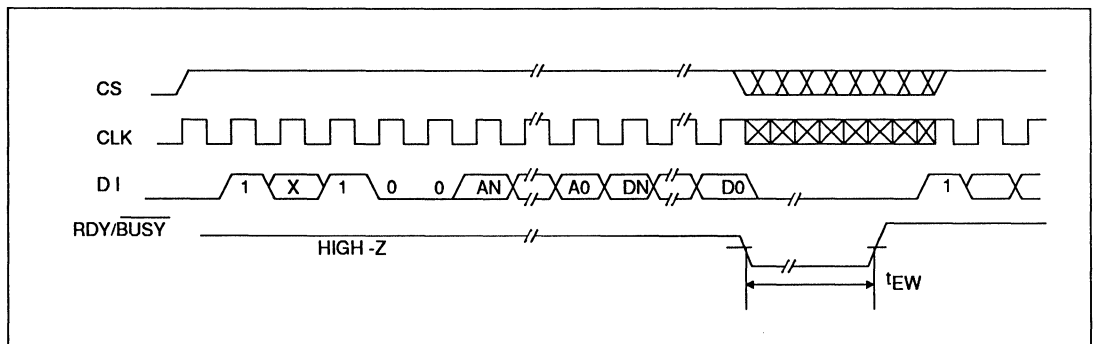 CS
CLK
DI 1 X 1 0 0 AN A0 DN D0 1
RDY/BUSY
HIGH -Z
tEW